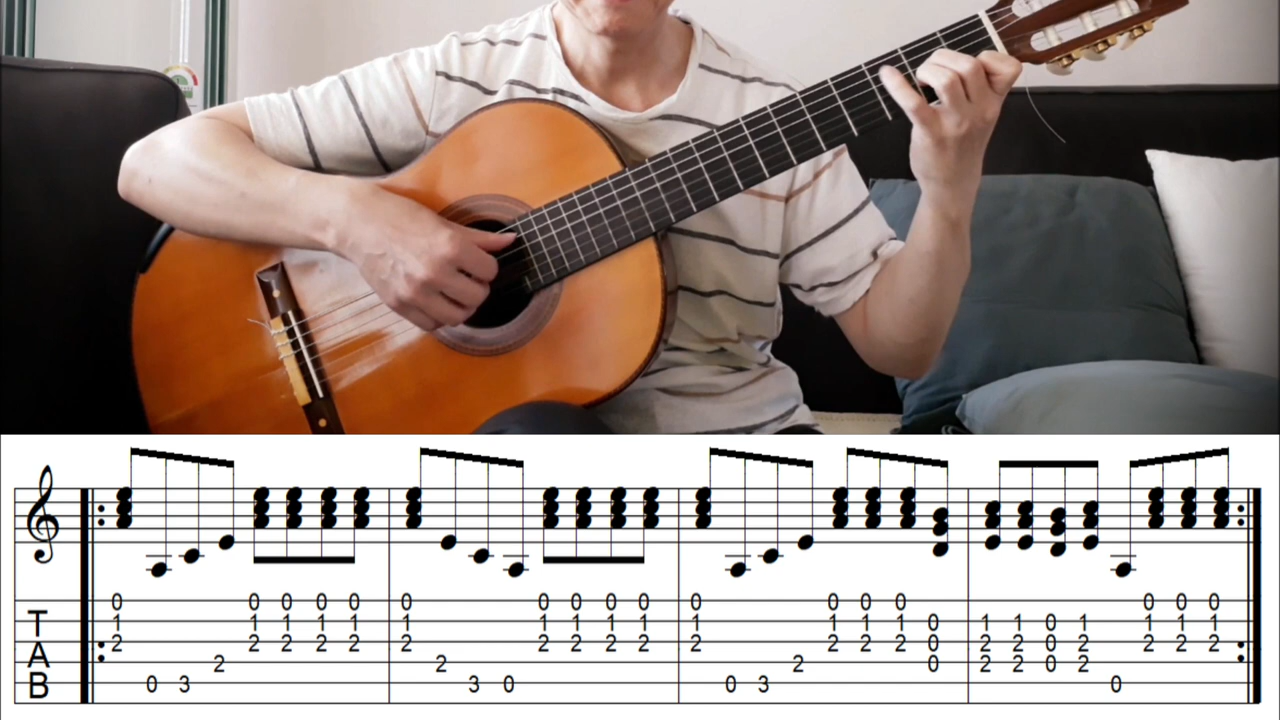 0 0 0 0 0 0 0 0 0 0 0 0 0 0 0 0 0
T 1 1 1 1 1 1 1 1 1 1 1 1 1 1 0 1 1 0 1 1 1 1
2 2 2 2 2 2 2 2 2 2 2 2 2 2 0 2 2 0 2 2 2 2
A 2 2 2 0 2 2 0 2
B 0 3 3 0 0 3 0